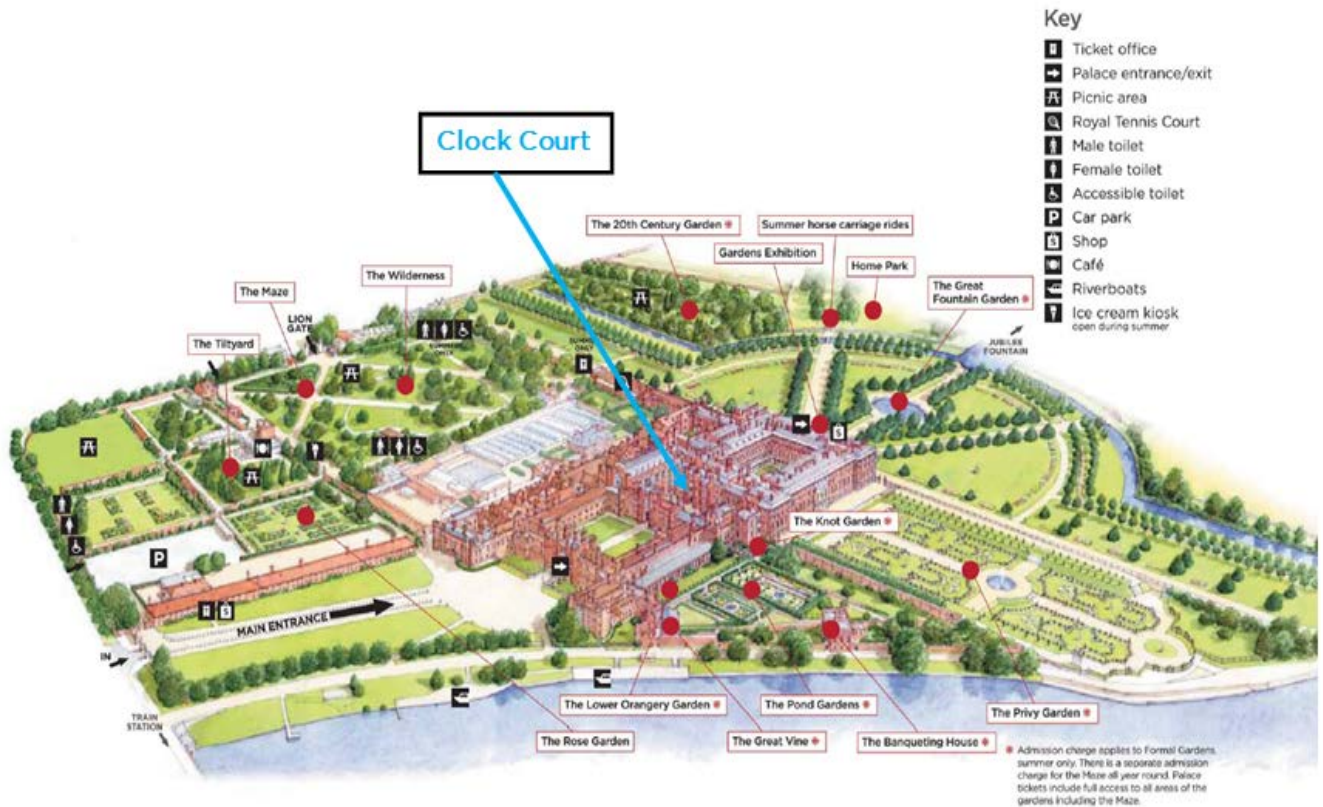 Key
Ticket office
Palace entrance/exit
Picnic area
Royal Tennis Court
Male toilet
Female toilet
Accessible toilet
P Car park
S Shop
Café
Riverboats
Ice cream kiosk
open during summer
Clock Court
The 20th Century Garden *
Summer horse carriage rides
Gardens Exhibition
Home Park
The Great
Fountain Garden *
JUBILEE
FOUNTAIN
The Wilderness
The Maze
LION
GATE
The Tiltyard
SUMMER
ONLY
SUMMER
ONLY
S
The Knot Garden *
P
S
MAIN ENTRANCE
IN
TRAIN
STATION
The Lower Orangery Garden *
The Pond Gardens *
The Privy Garden *
The Rose Garden
The Great Vine *
The Banqueting House *
* Admission charge applies to Formal Gardens,
summer only. There is a separate admission
charge for the Maze all year round. Palace
tickets include full access to all areas of the
gardens including the Maze.